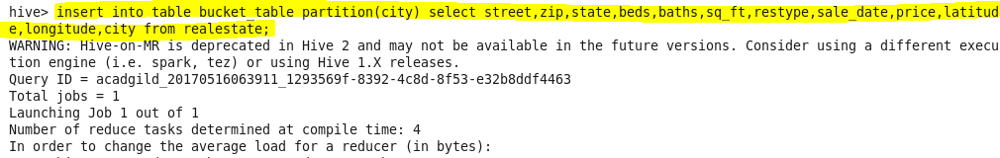 hive> insert into table bucket_table partition(city) select street,zip,state,beds,baths,sq_ft,restype,sale_date,price,latitud
e,longitude,city from realestate;
WARNING: Hive-on-MR is deprecated in Hive 2 and may not be available in the future versions. Consider using a different execu
tion engine (i.e. spark, tez) or using Hive 1.X releases.
Query ID = acadgild_20170516063911_1293569f-8392-4c8d-8f53-e32b8ddf4463
Total jobs = 1
Launching Job 1 out of 1
Number of reduce tasks determined at compile time: 4
In order to change the average load for a reducer (in bytes):